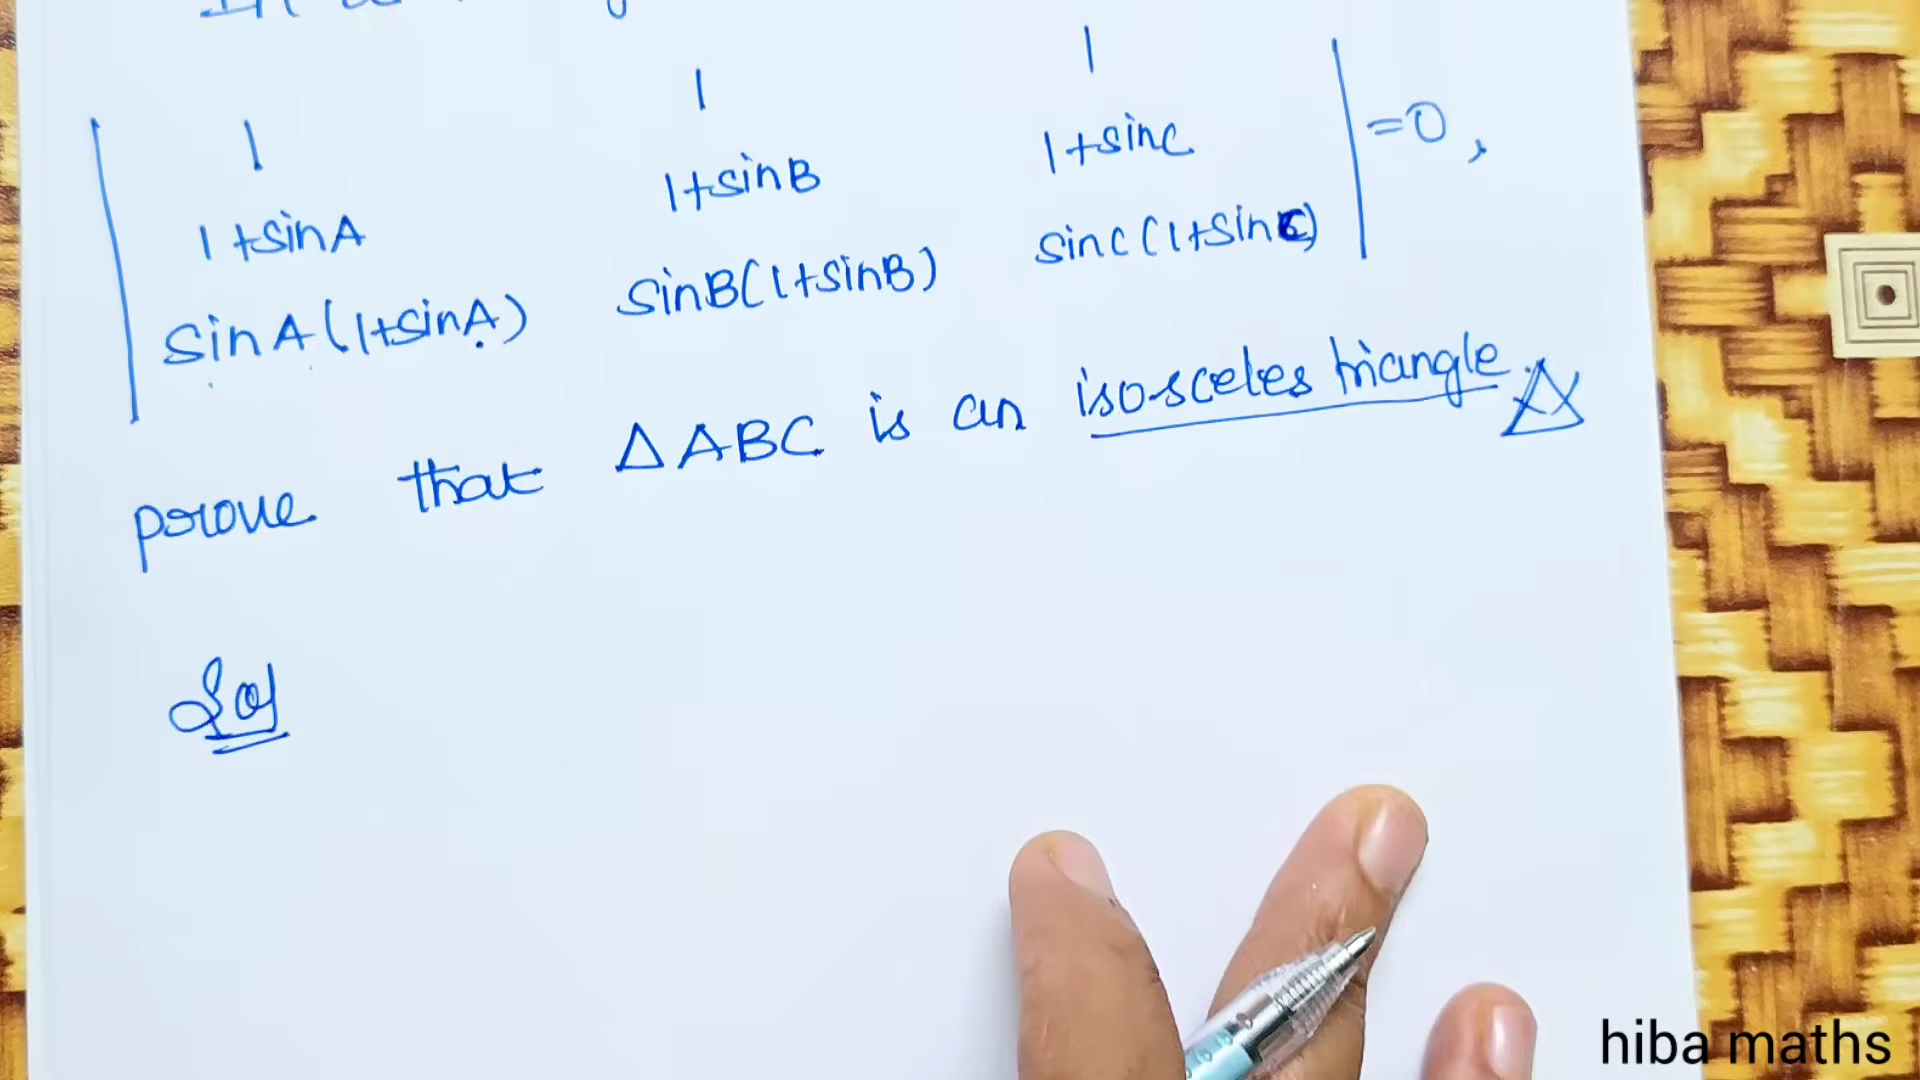 1 1 1
1+sinA 1+sinB 1+sinC =0,
sinA(1+sinA) sinB(1+sinB) sinC(1+sinC)
prove that ΔABC is an isosceles triangle.
Sol
hiba maths